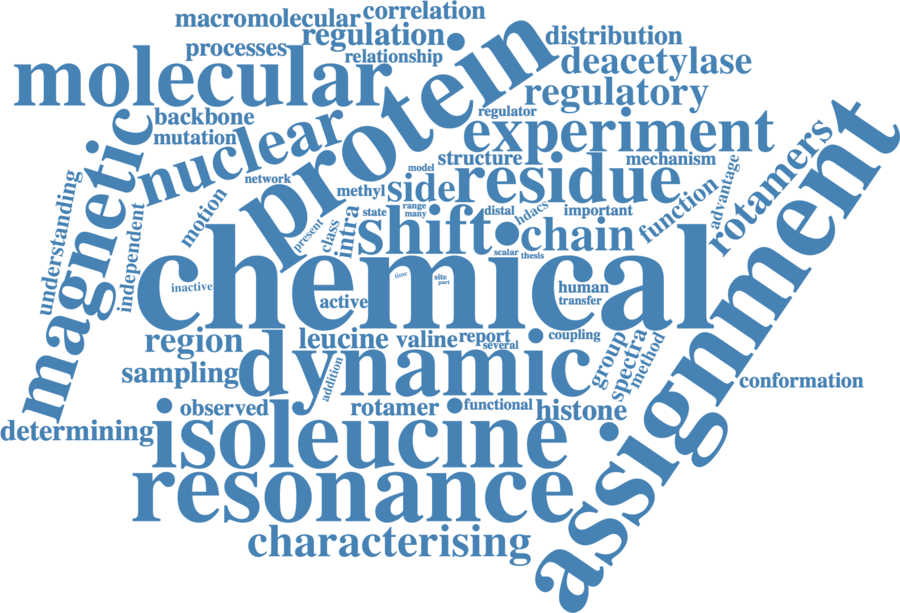 correlation
macromolecular
regulation
distribution
processes
relationship
molecular
protein
deacetylase
regulatory
regulator
backbone
mutation
nuclear
experiment
magnetic
assignment
rotamers
structure
mechanism
model
network
methyl
side
residue
advantage
understanding
independent
motion
present
class
intra
state
range
many
distal
hdacs
important
function
shift
chain
scalar
thesis
chemical
inactive
active
time
site
part
human
transfer
region
leucine
valine
report
several
coupling
group
spectra
method
sampling
dynamic
addition
conformation
observed
rotamer
functional
histone
determining
isoleucine
resonance
characterising